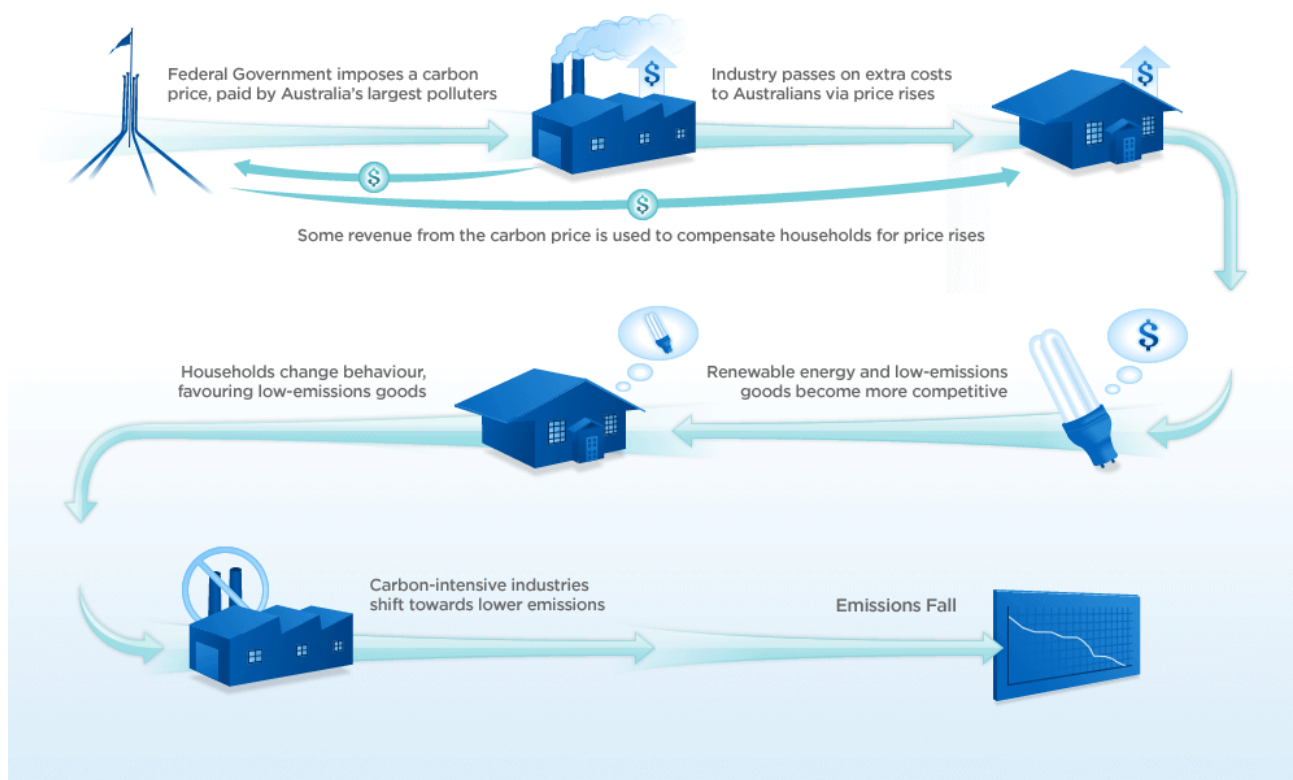 Federal Government imposes a carbon
price, paid by Australia's largest polluters
$
Industry passes on extra costs
to Australians via price rises
$
$
$
Some revenue from the carbon price is used to compensate households for price rises
Households change behaviour,
favouring low-emissions goods
Renewable energy and low-emissions
goods become more competitive
$
Carbon-intensive industries
shift towards lower emissions
Emissions Fall